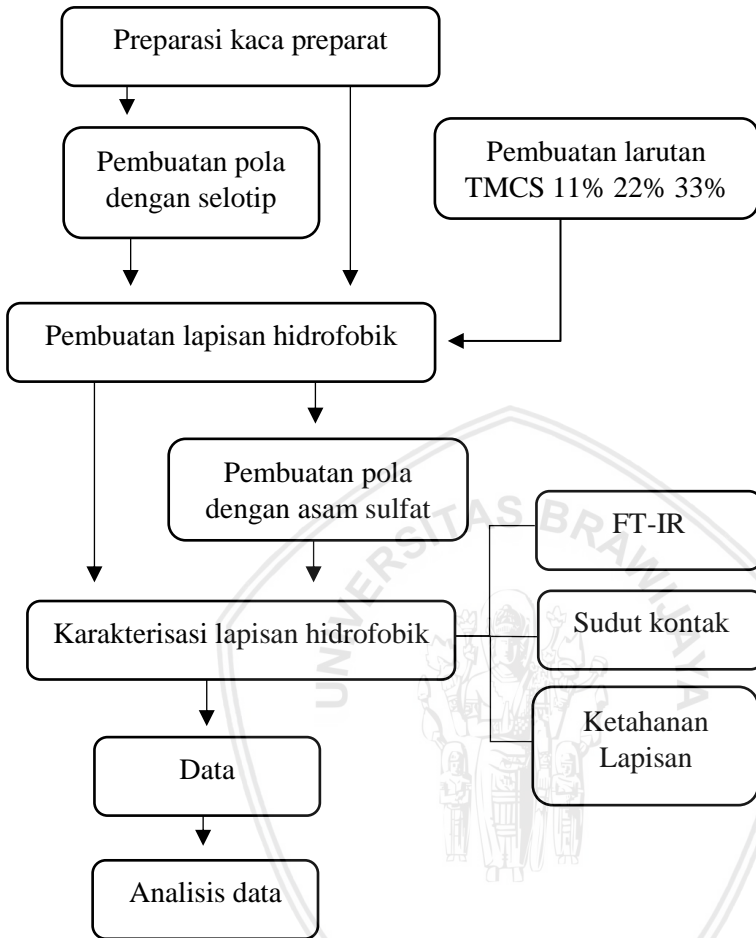 Preparasi kaca preparat
Pembuatan pola
dengan selotip
Pembuatan larutan
TMCS 11% 22% 33%
Pembuatan lapisan hidrofobik
Pembuatan pola
dengan asam sulfat
FT-IR
Karakterisasi lapisan hidrofobik
Sudut kontak
Ketahanan
Lapisan
Data
Analisis data
UNIVERSITAS BRAWIJAYA